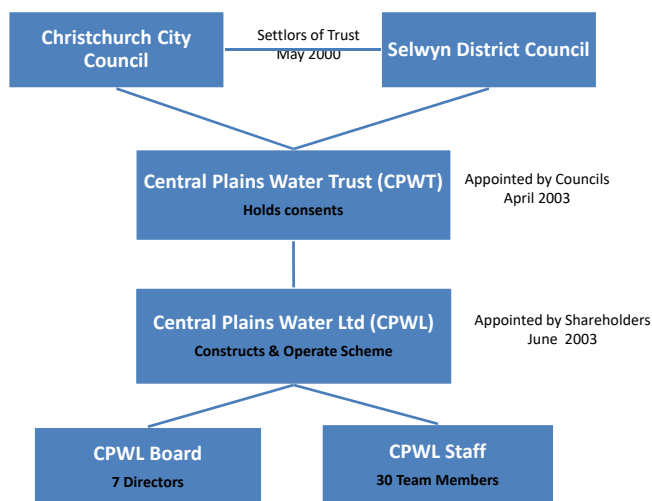 Christchurch City
Council
Settlors of Trust
May 2000
Selwyn District Council
Central Plains Water Trust (CPWT)
Holds consents
Appointed by Councils
April 2003
Central Plains Water Ltd (CPWL)
Constructs & Operate Scheme
Appointed by Shareholders
June 2003
CPWL Board
7 Directors
CPWL Staff
30 Team Members